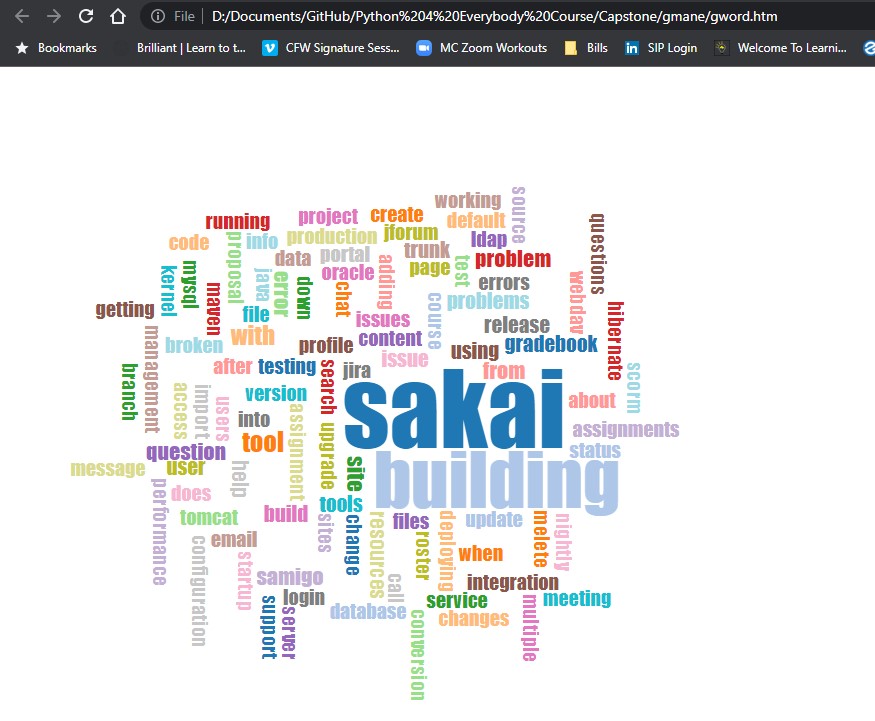 File D:/Documents/GitHub/Python%204%20Everybody%20Course/Capstone/gmane/gword.htm
Bookmarks Brilliant | Learn to t... CFW Signature Sess... MC Zoom Workouts Bills SIP Login Welcome To Learni...
working
source
project
create
default
running
questions
jforum
production
ldap
code
info
proposal
trunk
portal
data
problem
test
page
oracle
adding
kernel
mysql
java
error
webday
down
errors
chat
maven
problems
course
getting
hibernate
file
issues
release
management
with
content
broken
profile
using
gradebook
issue
after
testing
search
jira
from
branch
scorm
sakai
access
import
version
about
users
assignment
into
upgrade
assignments
tool
question
status
building
message
user
help
site
performance
does
tools
tomcat
build
sites
change
resources
files
deploying
update
melete
nightly
email
configuration
roster
when
startup
samigo
call
integration
support
login
server
database
service
multiple
meeting
changes
conversion